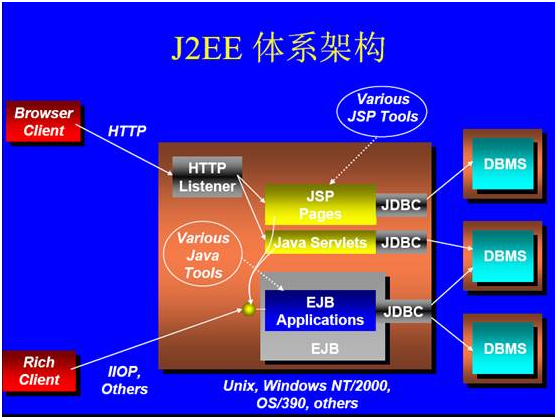 J2EE 体系架构
Various
JSP Tools
Browser
Client
HTTP
HTTP
Listener
JSP
Pages
JDBC
DBMS
Java Servlets
JDBC
DBMS
Various
Java
Tools
EJB
Applications
JDBC
EJB
DBMS
Rich
Client
IIOP,
Others
Unix, Windows NT/2000,
OS/390, others